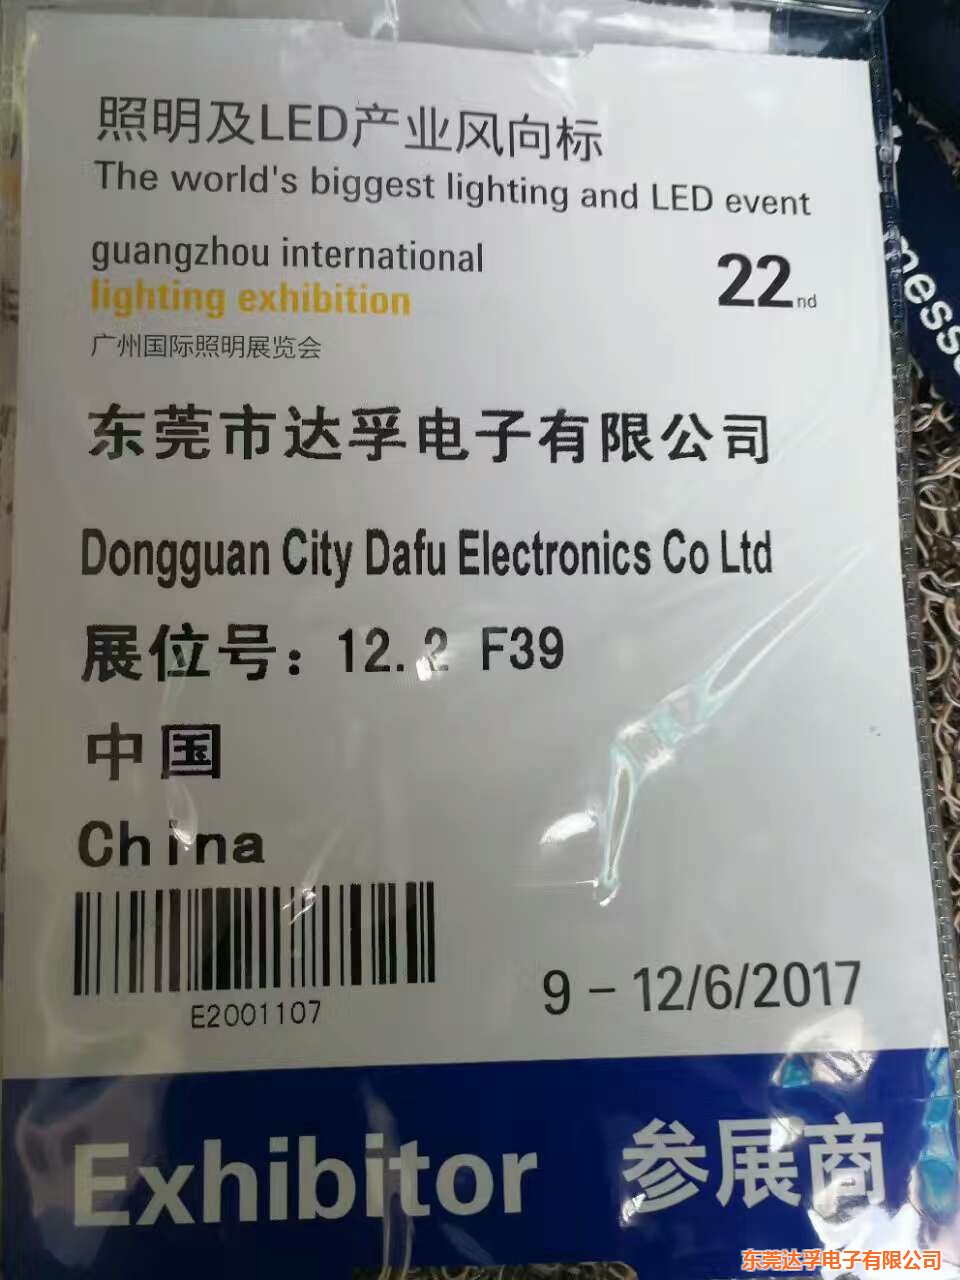 照明及LED产业风向标
The world's biggest lighting and LED event
guangzhou international
lighting exhibition
22nd
广州国际照明展览会
东莞市达孚电子有限公司
Dongguan City Dafu Electronics Co Ltd
展位号：12.2 F39
中国
China
E2001107
9 - 12/6/2017
Exhibitor 参展商
东莞达孚电子有限公司